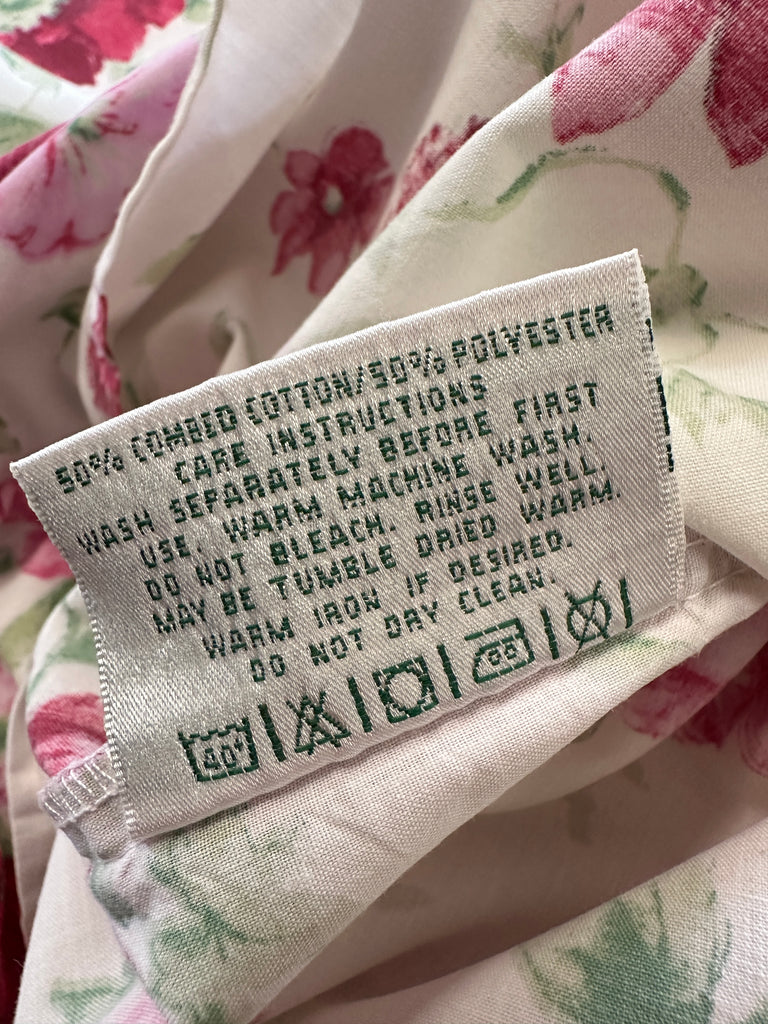 50% COMBED COTTON/50% POLYESTER
CARE INSTRUCTIONS
WASH SEPARATELY BEFORE FIRST
USE. WARM MACHINE WASH.
DO NOT BLEACH. RINSE WELL.
MAY BE TUMBLE DRIED WARM.
WARM IRON IF DESIRED.
DO NOT DRY CLEAN.
40°